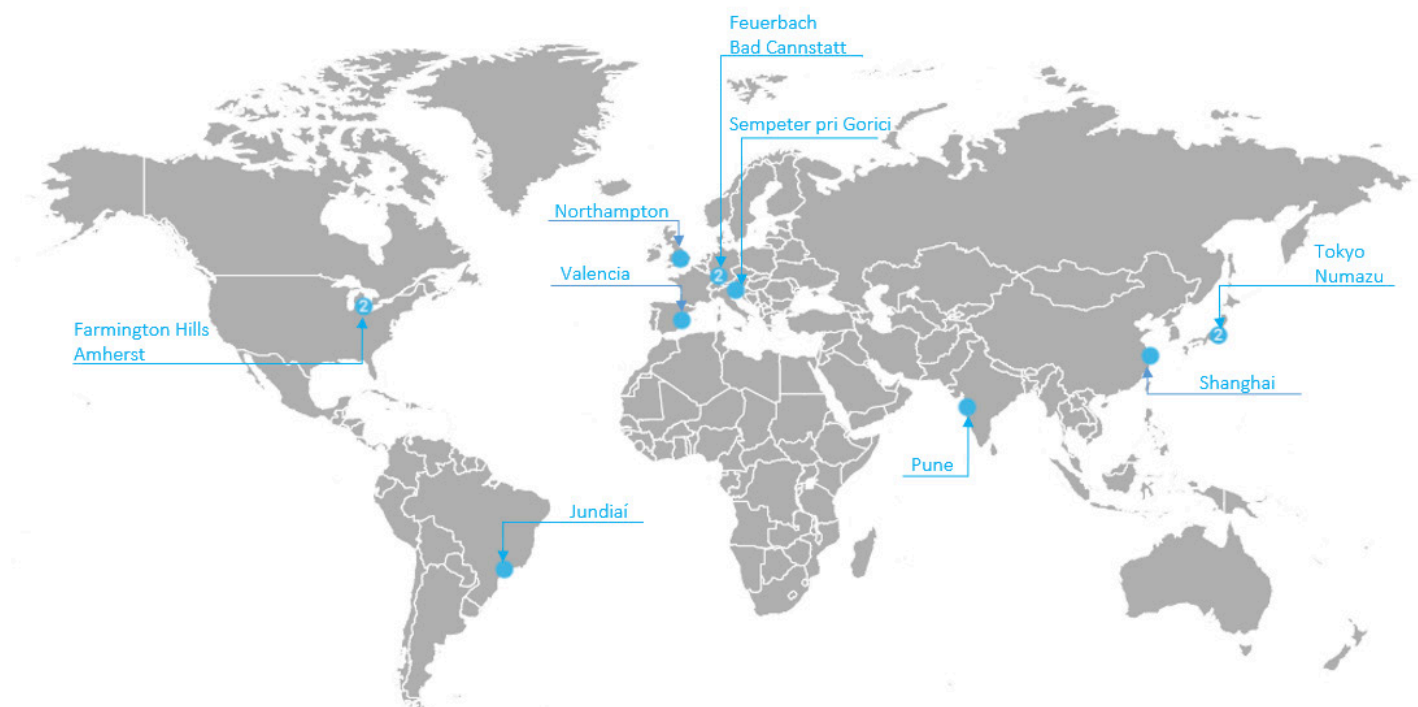 Feuerbach
Bad Cannstatt
Sempeter pri Gorici
Northampton
2
Valencia
Tokyo
Numazu
2
2
Farmington Hills
Amherst
Shanghai
Pune
Jundiaí